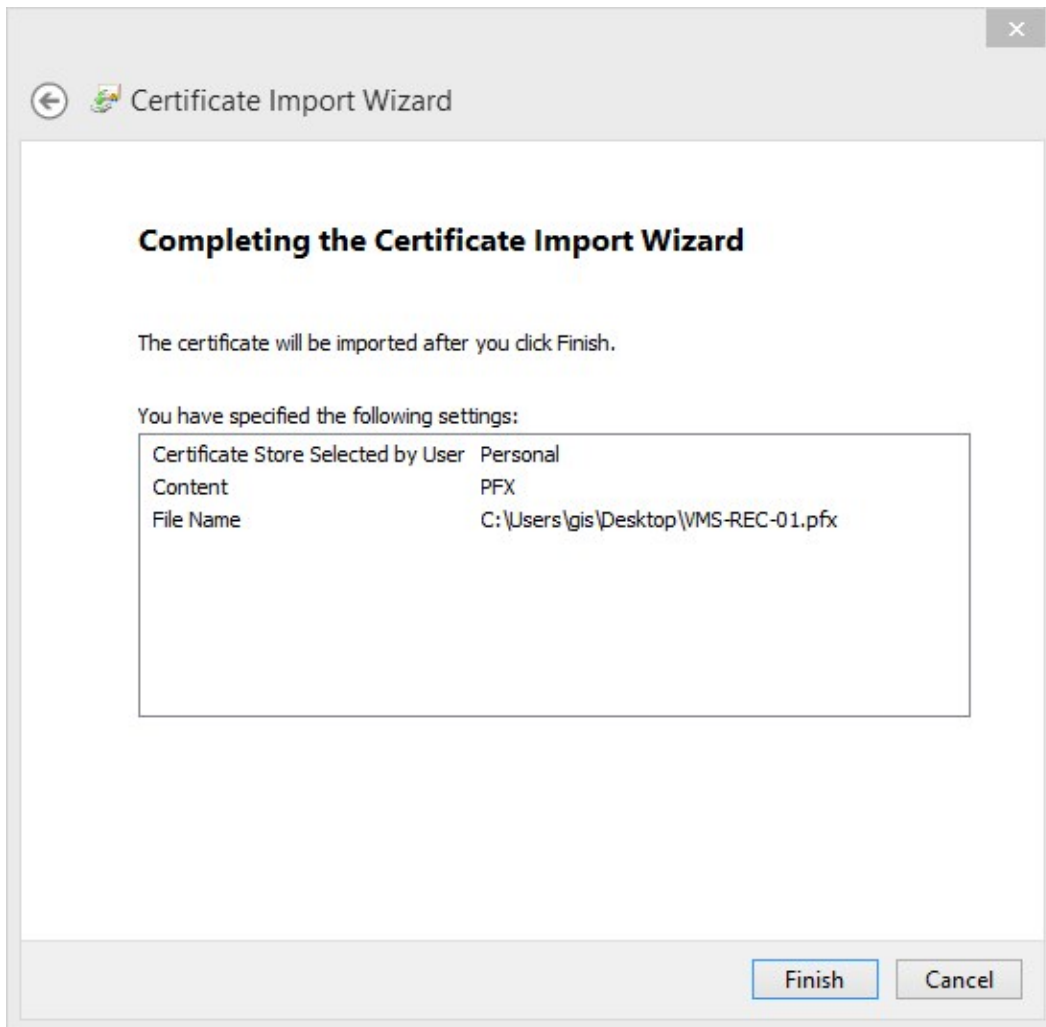 Certificate Import Wizard
Completing the Certificate Import Wizard
The certificate will be imported after you click Finish.
You have specified the following settings:
Certificate Store Selected by User Personal
Content PFX
File Name C:\Users\gis\Desktop\VMS-REC-01.pfx
Finish Cancel